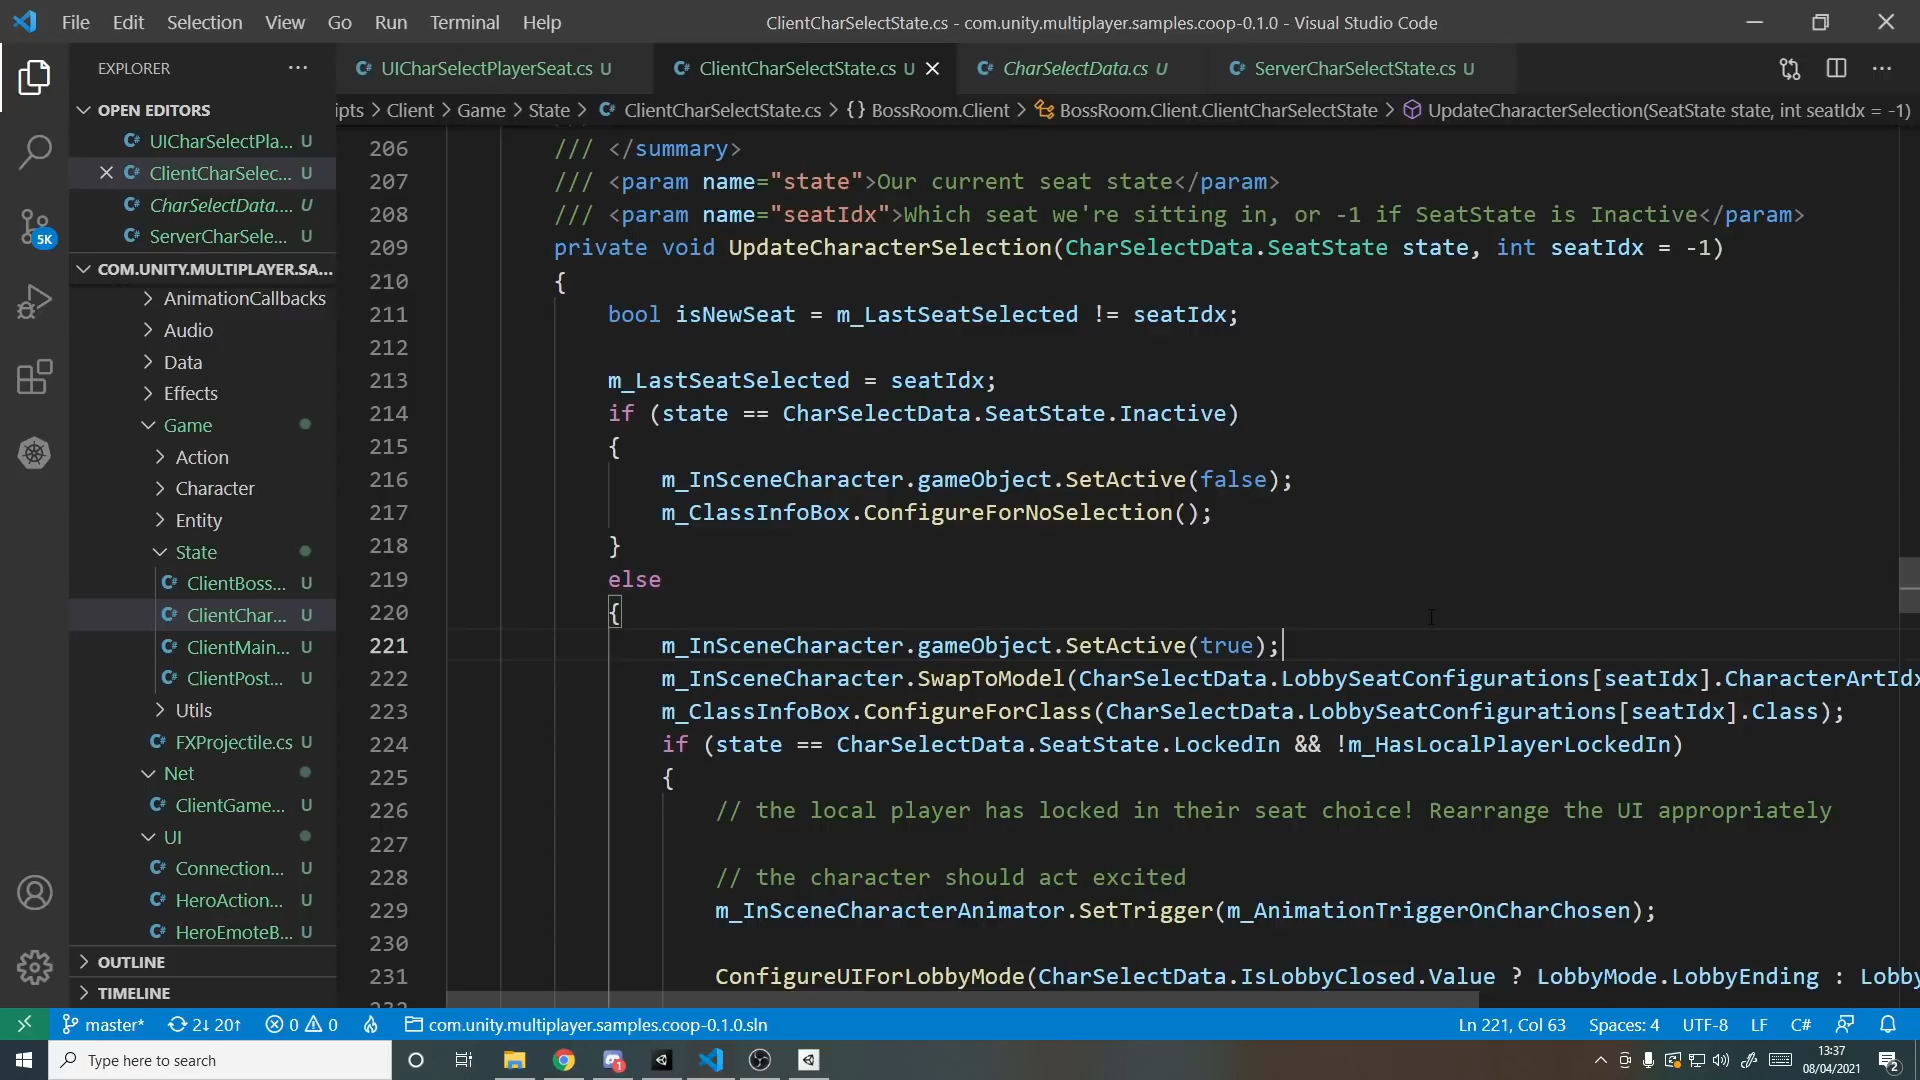 File Edit Selection View Go Run Terminal Help
ClientCharSelectState.cs - com.unity.multiplayer.samples.coop-0.1.0 - Visual Studio Code
EXPLORER
UICharSelectPlayerSeat.cs U
ClientCharSelectState.cs U
CharSelectData.cs U
ServerCharSelectState.cs U
ipts > Client > Game > State > ClientCharSelectState.cs > {} BossRoom.Client > BossRoom.Client.ClientCharSelectState > UpdateCharacterSelection(SeatState state, int seatIdx = -1)
OPEN EDITORS
UICharSelectPla... U
ClientCharSelec... U
CharSelectData.... U
ServerCharSele... U
5K
COM.UNITY.MULTIPLAYER.SA...
AnimationCallbacks
Audio
Data
Effects
Game
Action
Character
Entity
State
ClientBoss... U
ClientChar... U
ClientMain... U
ClientPost... U
Utils
FXProjectile.cs U
Net
ClientGame... U
UI
Connection... U
HeroAction... U
HeroEmoteB... U
OUTLINE
TIMELINE
206 /// </summary>
207 /// <param name="state">Our current seat state</param>
208 /// <param name="seatIdx">Which seat we're sitting in, or -1 if SeatState is Inactive</param>
209 private void UpdateCharacterSelection(CharSelectData.SeatState state, int seatIdx = -1)
210 {
211 bool isNewSeat = m_LastSeatSelected != seatIdx;
212
213 m_LastSeatSelected = seatIdx;
214 if (state == CharSelectData.SeatState.Inactive)
215 {
216 m_InSceneCharacter.gameObject.SetActive(false);
217 m_ClassInfoBox.ConfigureForNoSelection();
218 }
219 else
220 {
221 m_InSceneCharacter.gameObject.SetActive(true);
222 m_InSceneCharacter.SwapToModel(CharSelectData.LobbySeatConfigurations[seatIdx].CharacterArtIdx
223 m_ClassInfoBox.ConfigureForClass(CharSelectData.LobbySeatConfigurations[seatIdx].Class);
224 if (state == CharSelectData.SeatState.LockedIn && !m_HasLocalPlayerLockedIn)
225 {
226 // the local player has locked in their seat choice! Rearrange the UI appropriately
227
228 // the character should act excited
229 m_InSceneCharacterAnimator.SetTrigger(m_AnimationTriggerOnCharChosen);
230
231 ConfigureUIForLobbyMode(CharSelectData.IsLobbyClosed.Value ? LobbyMode.LobbyEnding : Lobby
master* 2↓ 20↑ 0 0 com.unity.multiplayer.samples.coop-0.1.0.sln Ln 221, Col 63 Spaces: 4 UTF-8 LF C#
Type here to search
1
13:37
08/04/2021
2